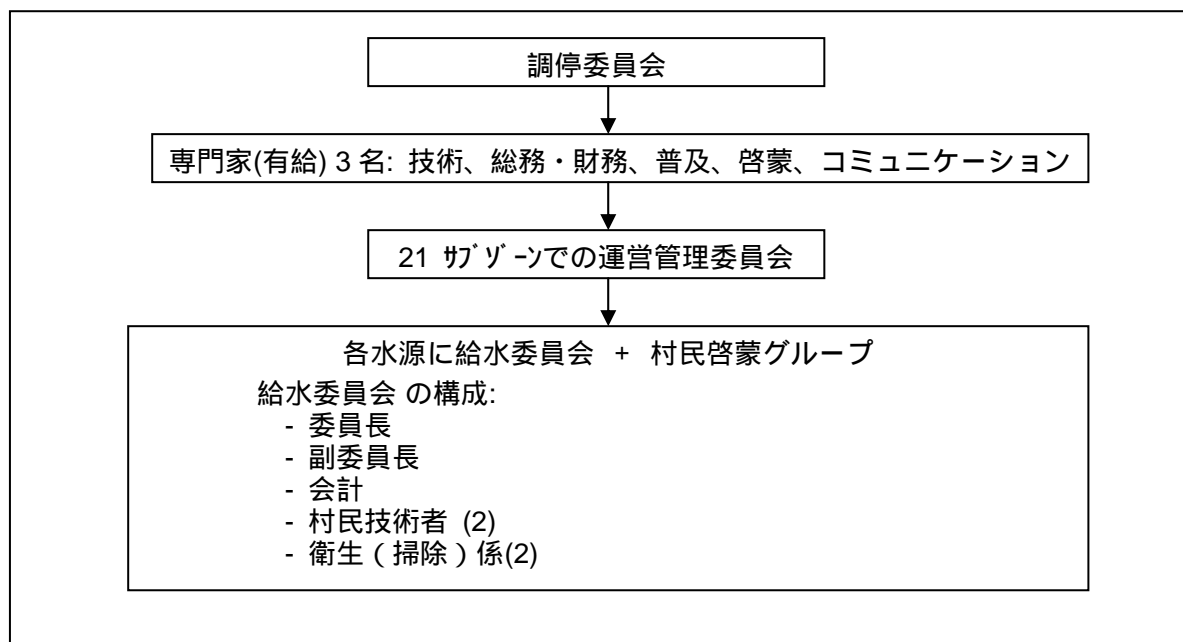 調停委員会
専門家(有給) 3 名: 技術、総務・財務、普及、啓蒙、コミュニケーション
21 ｻﾌﾞｿﾞｰﾝでの運営管理委員会
各水源に給水委員会 + 村民啓蒙グループ
給水委員会 の構成:
- 委員長
- 副委員長
- 会計
- 村民技術者 (2)
- 衛生（掃除）係(2)